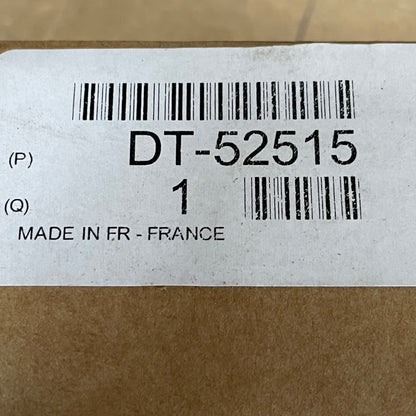 (P) DT-52515
(Q) 1
MADE IN FR - FRANCE